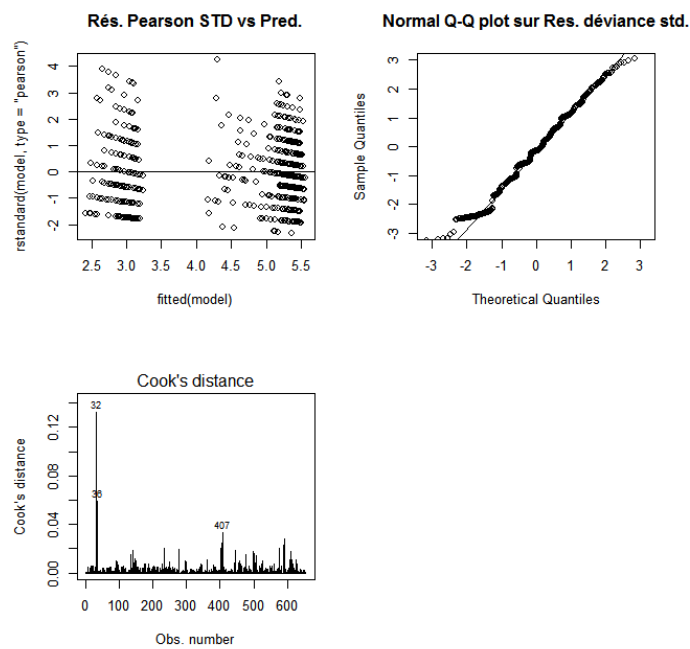 Rés. Pearson STD vs Pred.
rstandard(model, type = "pearson")
4
3
2
1
0
-1
-2
2.5 3.0 3.5 4.0 4.5 5.0 5.5
fitted(model)
Normal Q-Q plot sur Res. déviance std.
Sample Quantiles
3
2
1
0
-1
-3
-3 -2 -1 0 1 2 3
Theoretical Quantiles
Cook's distance
Cook's distance
0.12
0.08
0.04
0.00
32
36
407
0 100 200 300 400 500 600
Obs. number